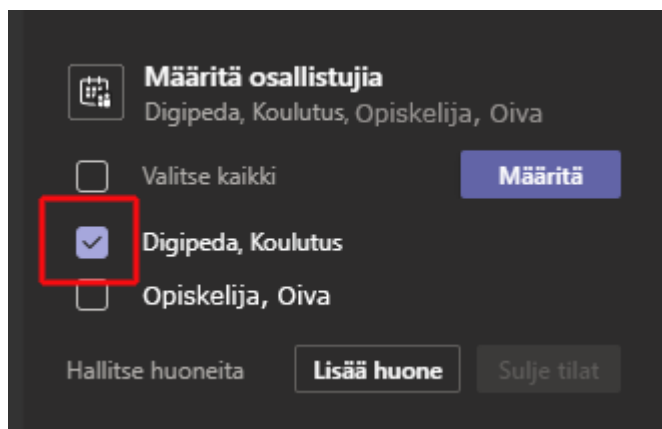 Määritä osallistujia
Digipeda, Koulutus, Opiskelija, Oiva
Valitse kaikki
Määritä
Digipeda, Koulutus
Opiskelija, Oiva
Hallitse huoneita
Lisää huone
Sulje tilat